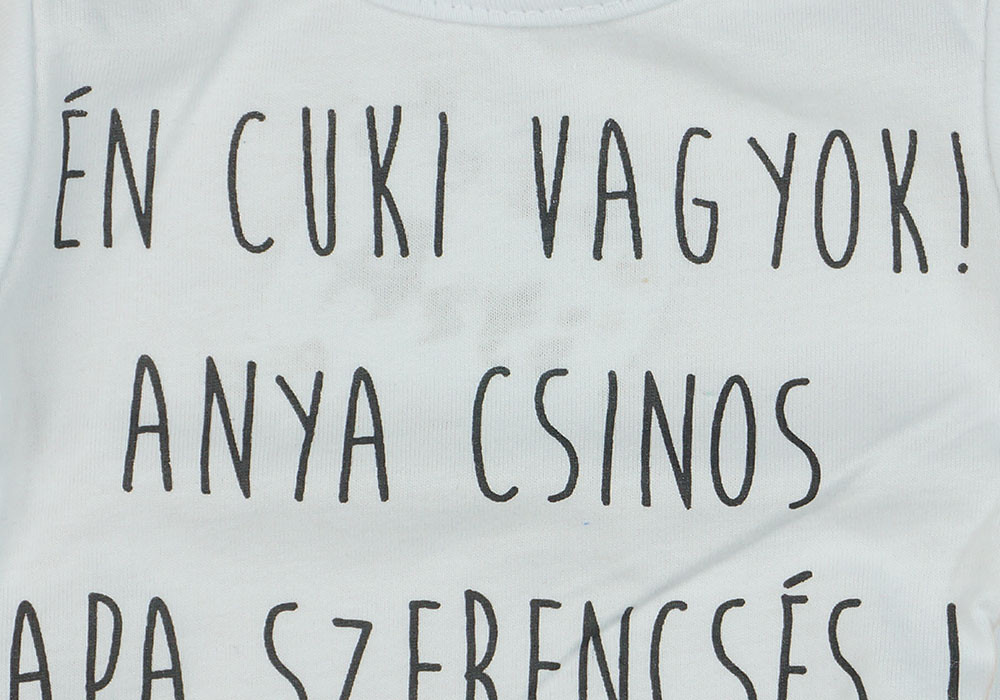 ÉN CUKI VAGYOK!
ANYA CSINOS
APA SZERENCSÉS !